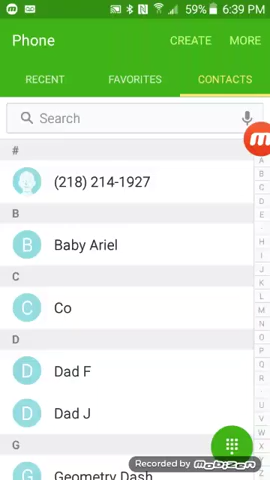 59% 6:39 PM
Phone CREATE MORE
RECENT FAVORITES CONTACTS
Search
#
(218) 214-1927
B
B Baby Ariel
C
C Co
D
D Dad F
D Dad J
G
G Geometry Dash
A
B
C
D
E
H
I
J
K
L
M
N
O
P
Q
R
U
V
W
X
Z
Recorded by
mobizen